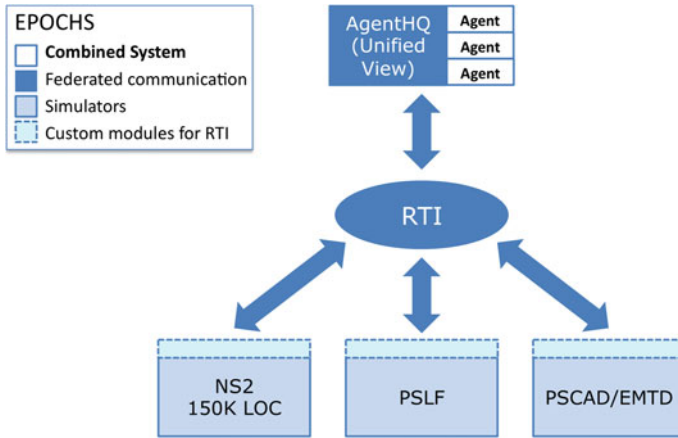 EPOCHS
Combined System
Federated communication
Simulators
Custom modules for RTI
AgentHQ
(Unified
View)
Agent
Agent
Agent
RTI
NS2
150K LOC
PSLF
PSCAD/EMTD